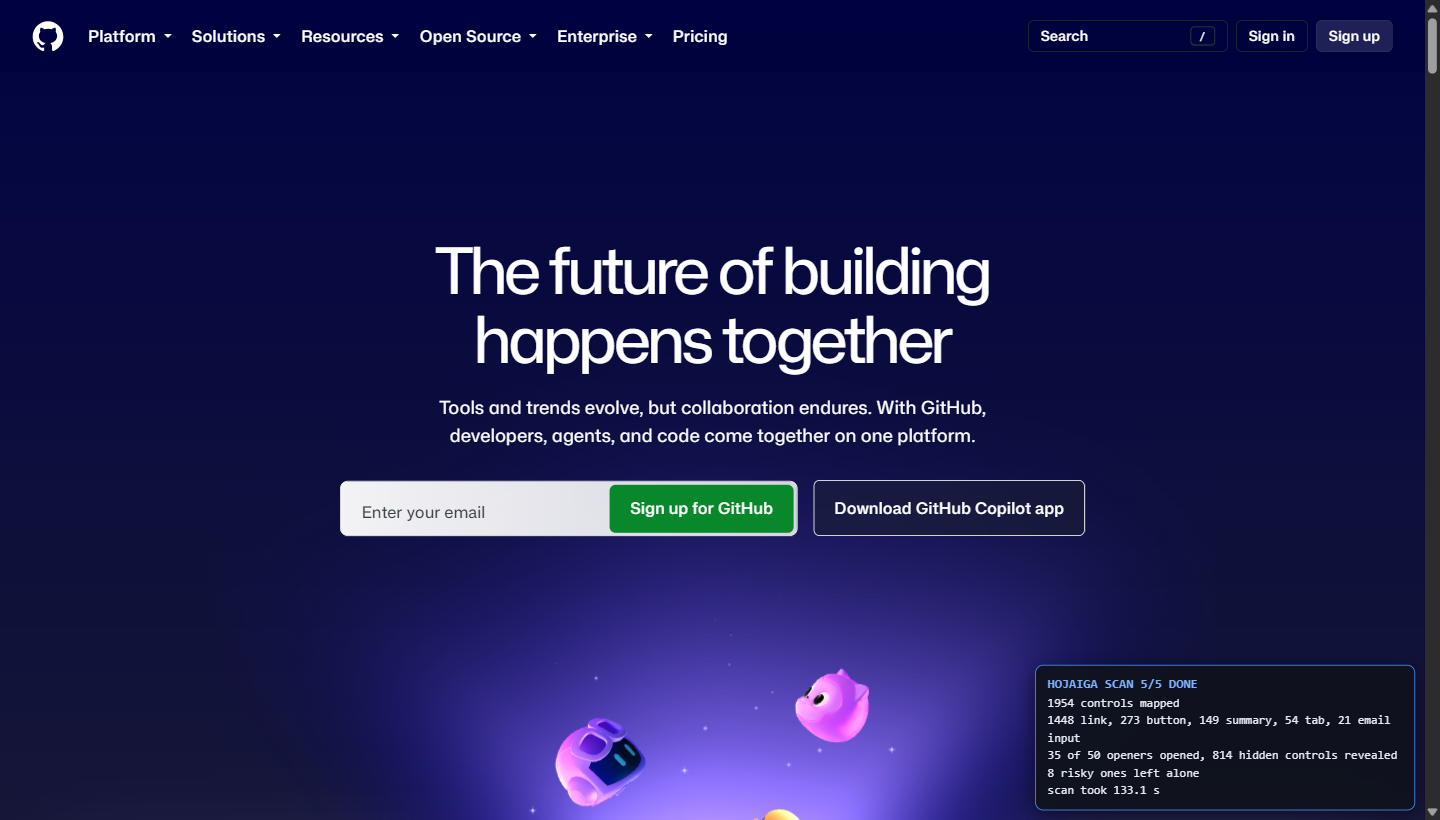 Platform
Solutions
Resources
Open Source
Enterprise
Pricing
Search
/
Sign in
Sign up
The future of building
happens together
Tools and trends evolve, but collaboration endures. With GitHub,
developers, agents, and code come together on one platform.
Enter your email
Sign up for GitHub
Download GitHub Copilot app
HOJAIGA SCAN 5/5 DONE
1954 controls mapped
1448 link, 273 button, 149 summary, 54 tab, 21 email
input
35 of 50 openers opened, 814 hidden controls revealed
8 risky ones left alone
scan took 133.1 s